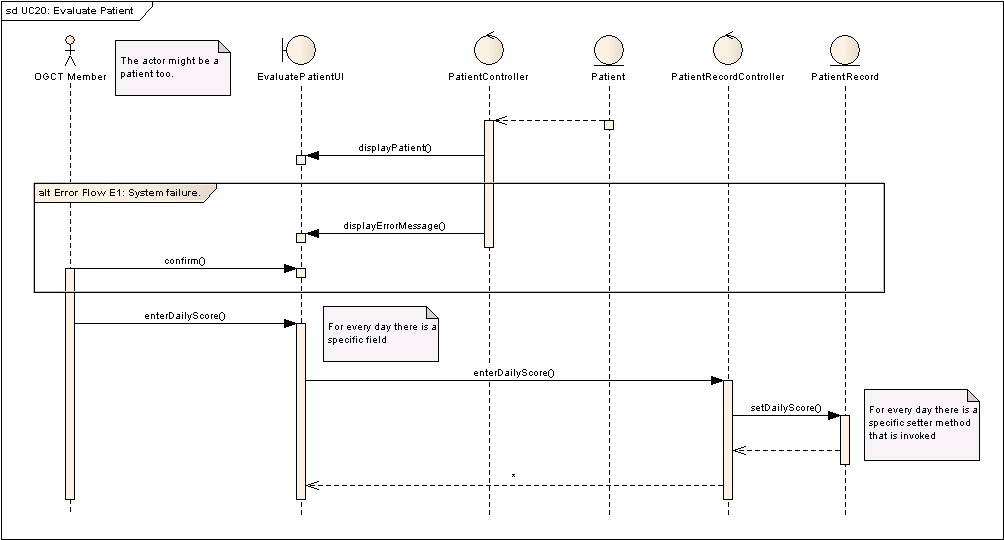 sd UC20: Evaluate Patient
The actor might be a
patient too.
OGCT Member
EvaluatePatientUI
PatientController
Patient
PatientRecordController
PatientRecord
displayPatient()
alt Error Flow E1: System failure.
displayErrorMessage()
confirm()
enterDailyScore()
For every day there is a
specific field
enterDailyScore()
setDailyScore()
For every day there is a
specific setter method
that is invoked
*